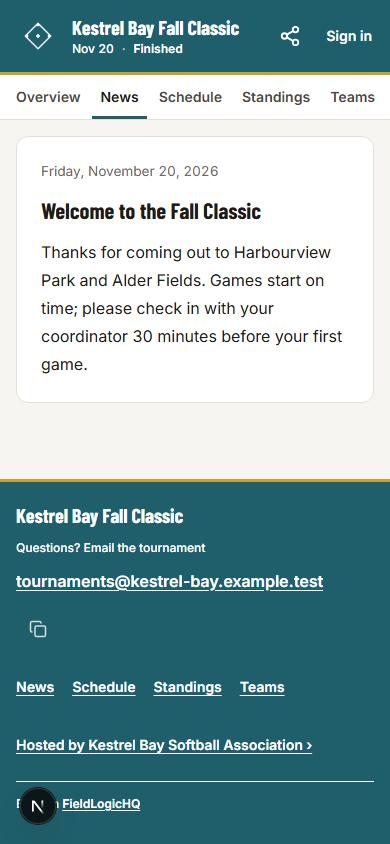 Kestrel Bay Fall Classic
Nov 20 · Finished
Sign in
Overview News Schedule Standings Teams
Friday, November 20, 2026
Welcome to the Fall Classic
Thanks for coming out to Harbourview
Park and Alder Fields. Games start on
time; please check in with your
coordinator 30 minutes before your first
game.
Kestrel Bay Fall Classic
Questions? Email the tournament
tournaments@kestrel-bay.example.test
News Schedule Standings Teams
Hosted by Kestrel Bay Softball Association ›
N
FieldLogicHQ